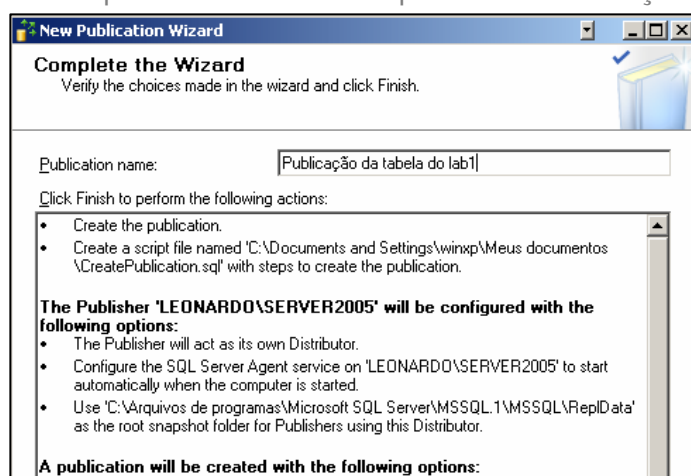 New Publication Wizard
Complete the Wizard
Verify the choices made in the wizard and click Finish.
Publication name:
Publicação da tabela do lab1
Click Finish to perform the following actions:
• Create the publication.
• Create a script file named 'C:\Documents and Settings\winxp\Meus documentos
\CreatePublication.sql' with steps to create the publication.
The Publisher 'LEONARDO\SERVER2005' will be configured with the
following options:
• The Publisher will act as its own Distributor.
• Configure the SQL Server Agent service on 'LEONARDO\SERVER2005' to start
automatically when the computer is started.
• Use 'C:\Arquivos de programas\Microsoft SQL Server\MSSQL.1\MSSQL\ReplData'
as the root snapshot folder for Publishers using this Distributor.
A publication will be created with the following options: